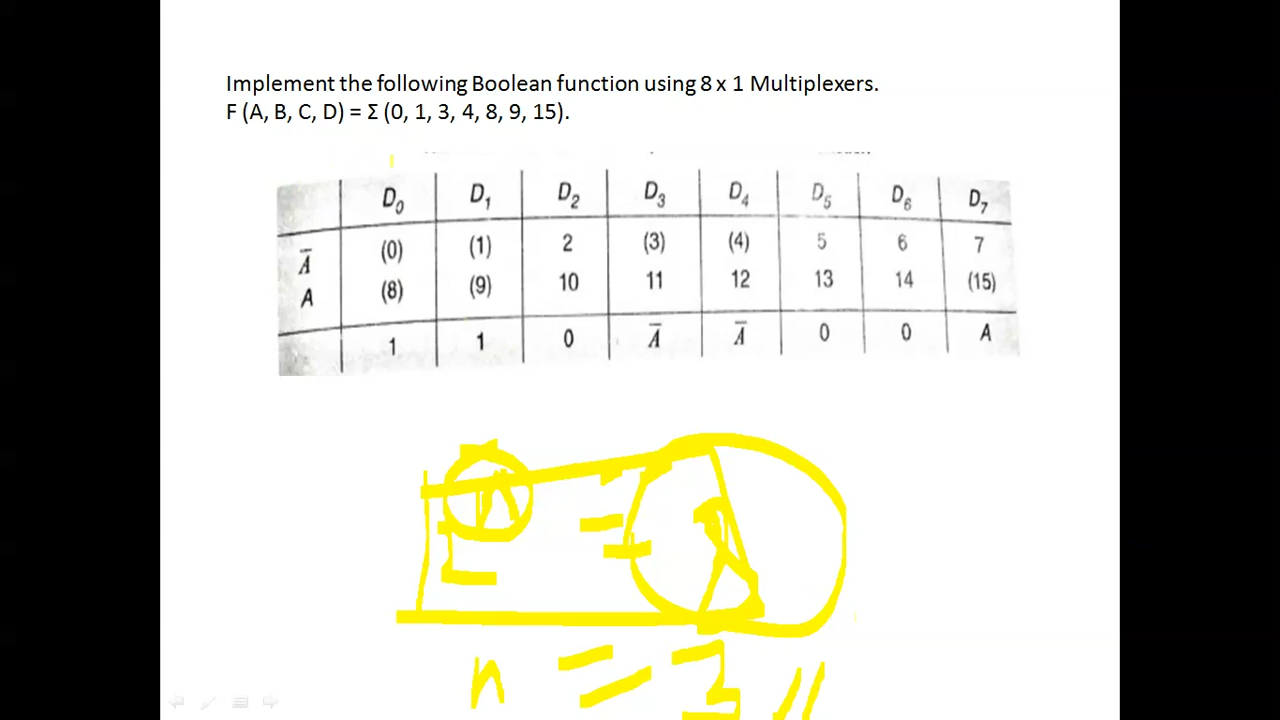 Implement the following Boolean function using 8 x 1 Multiplexers.
F (A, B, C, D) = Σ (0, 1, 3, 4, 8, 9, 15).
D₀ D₁ D₂ D₃ D₄ D₅ D₆ D₇
A̅ (0) (1) 2 (3) (4) 5 6 7
A (8) (9) 10 11 12 13 14 (15)
1 1 0 A̅ A̅ 0 0 A
n = 3